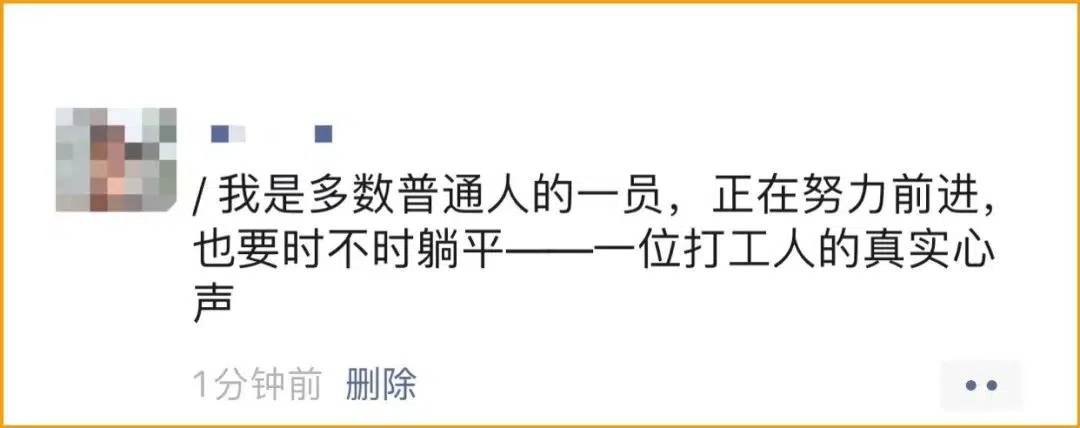 / 我是多数普通人的一员，正在努力前进，
也要时不时躺平——一位打工人的真实心
声
1分钟前 删除